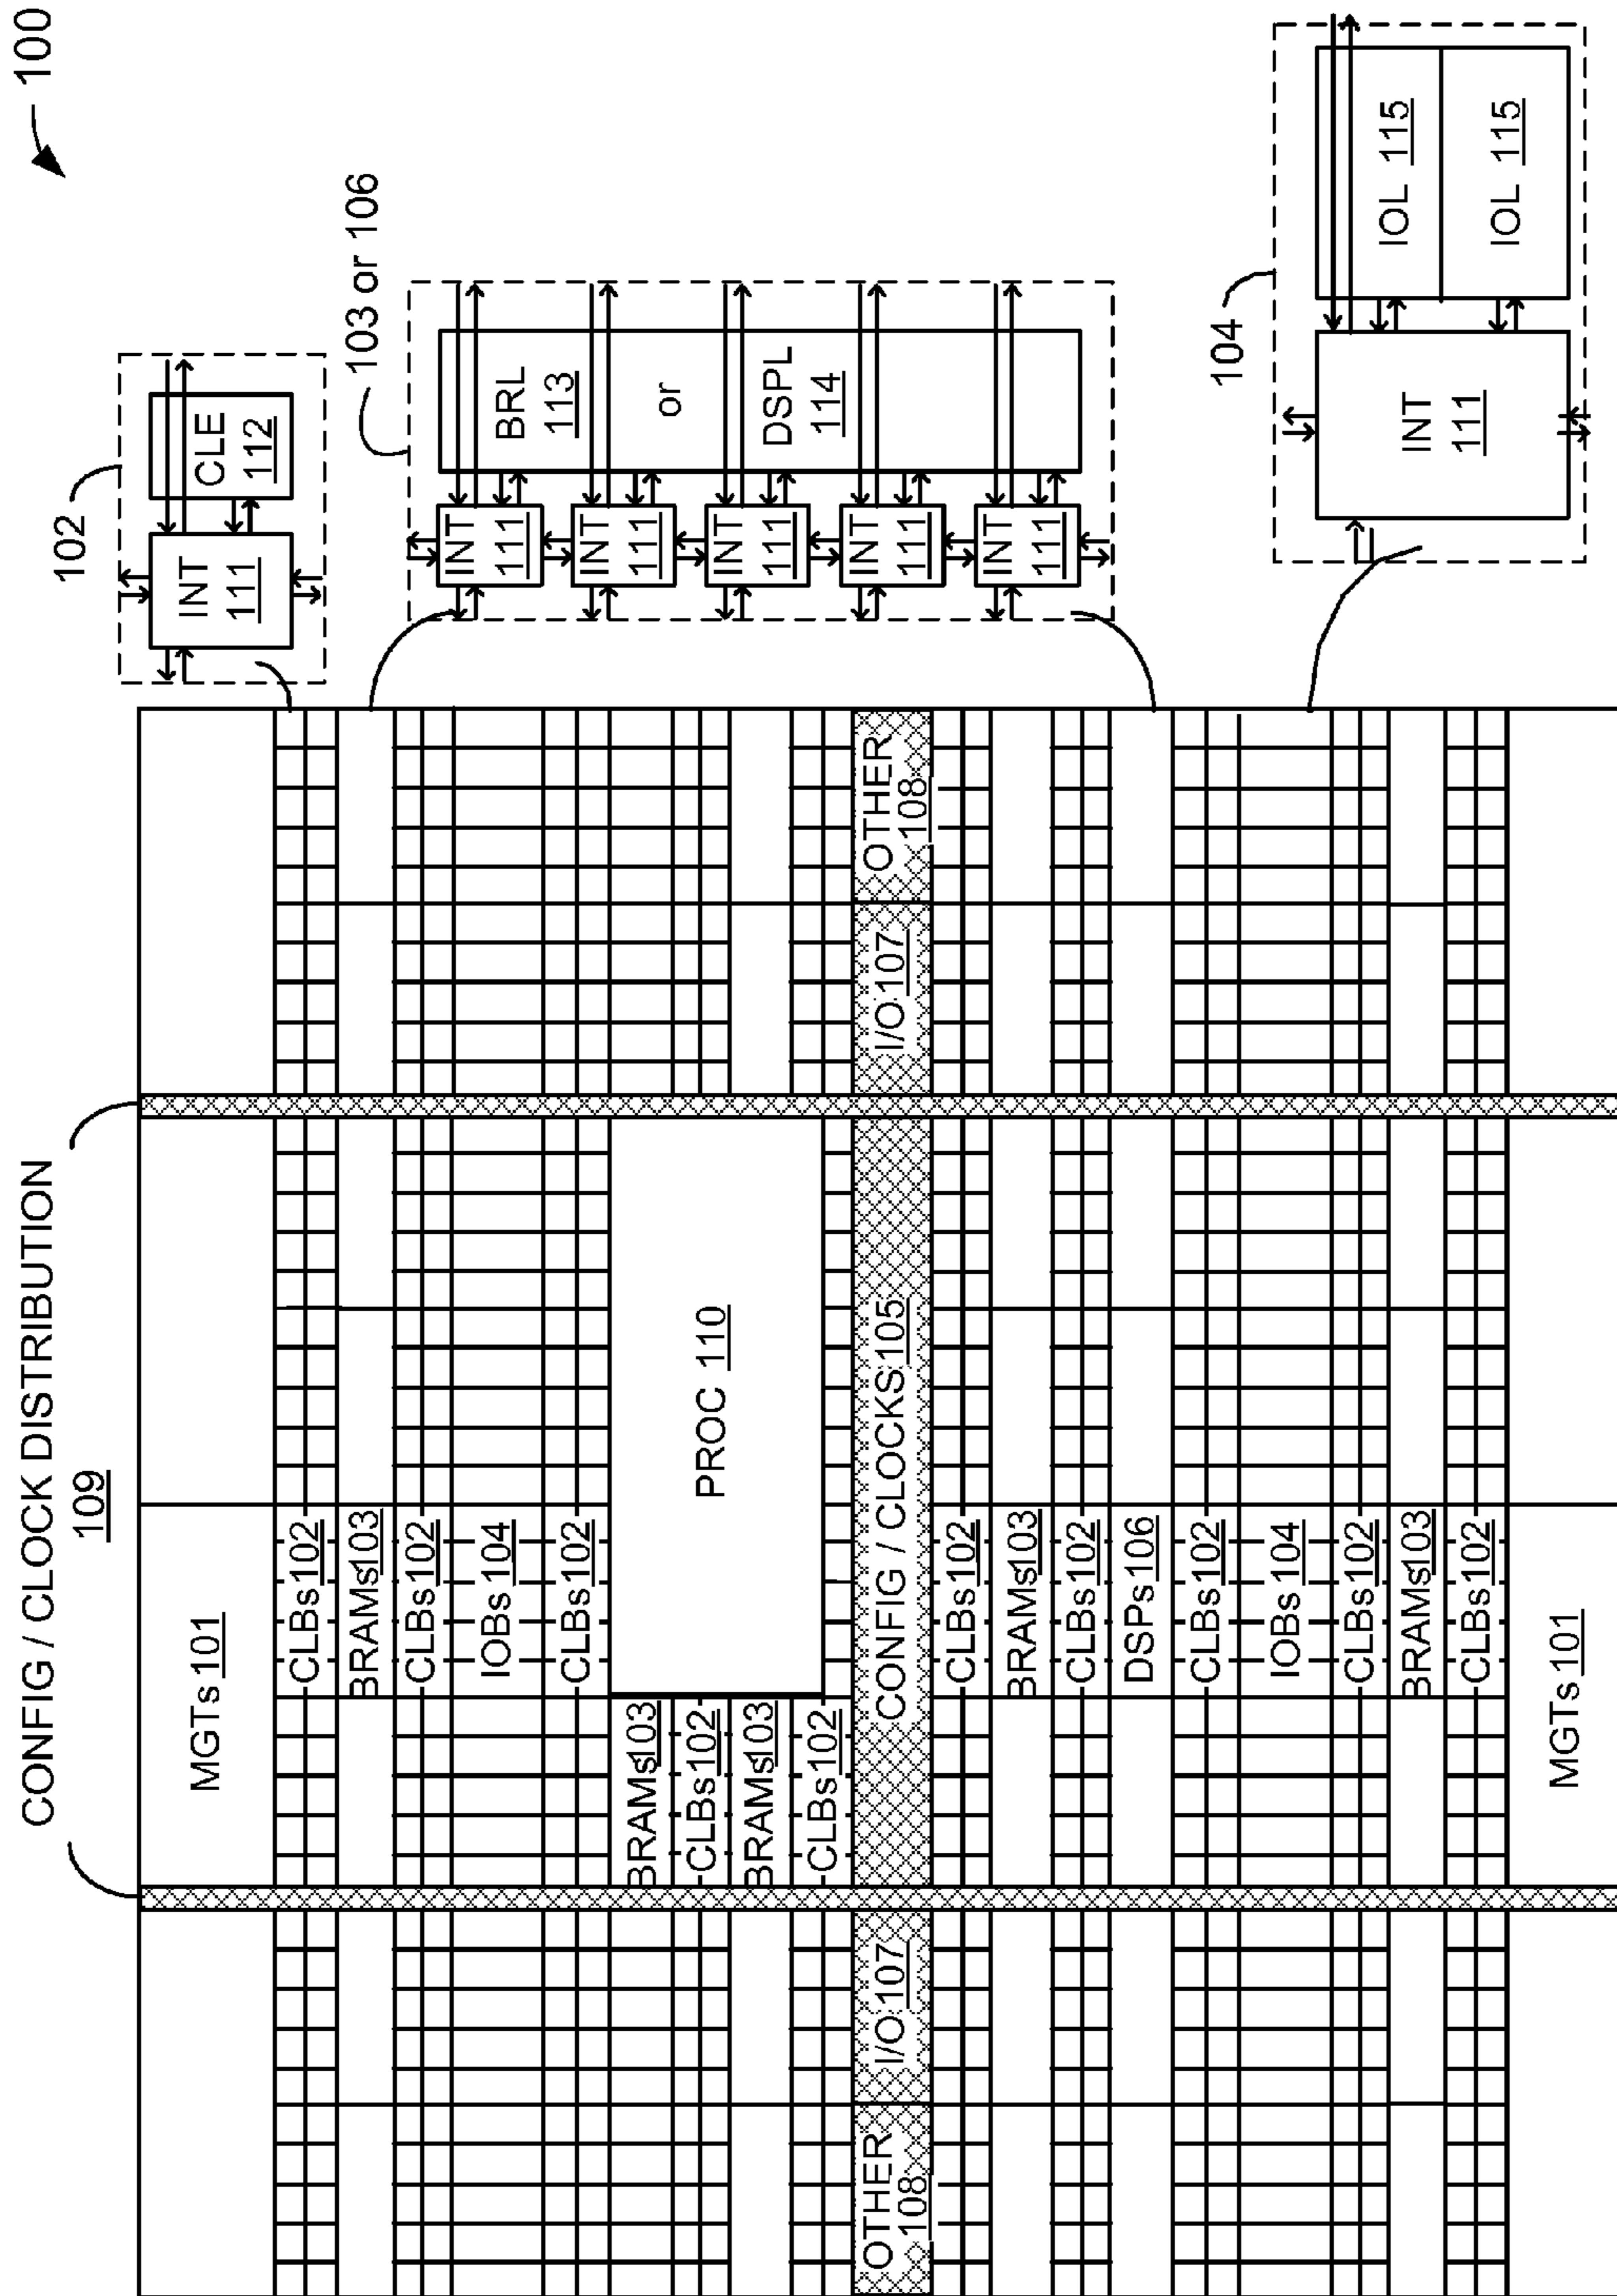 100
CONFIG / CLOCK DISTRIBUTION
109
MGTs 101
CLBs 102
BRAMs 103
CLBs 102
IOBs 104
CLBs 102
BRAMs 103
CLBs 102
BRAMs 103
CLBs 102
PROC 110
OTHER
108
I/O 107
CONFIG / CLOCKS 105
I/O 107
OTHER
108
CLBs 102
BRAMs 103
CLBs 102
DSPs 106
CLBs 102
IOBs 104
CLBs 102
BRAMs 103
CLBs 102
MGTs 101
102
INT
111
CLE
112
103 or 106
INT
111
INT
111
INT
111
INT
111
INT
111
BRL
113
or
DSPL
114
104
INT
111
IOL 115
IOL 115